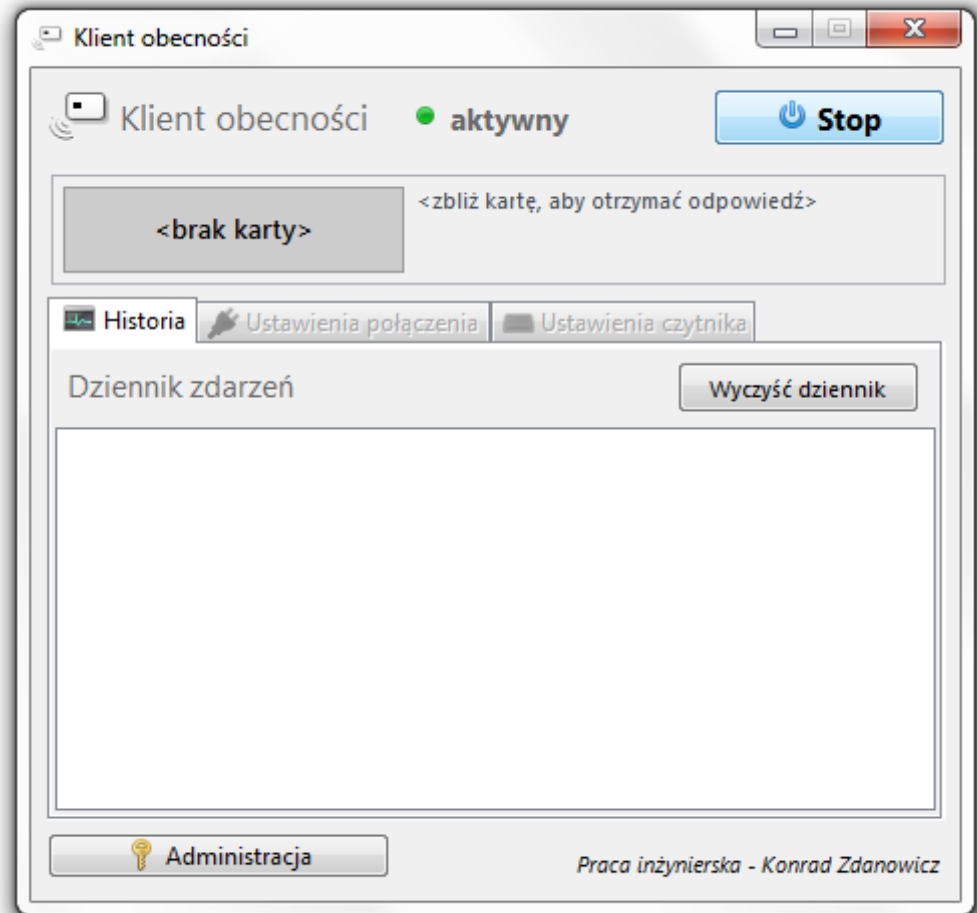 Klient obecności
Klient obecności
aktywny
Stop
<brak karty>
<zbliż kartę, aby otrzymać odpowiedź>
Historia
Ustawienia połączenia
Ustawienia czytnika
Dziennik zdarzeń
Wyczyść dziennik
Administracja
Praca inżynierska - Konrad Zdanowicz